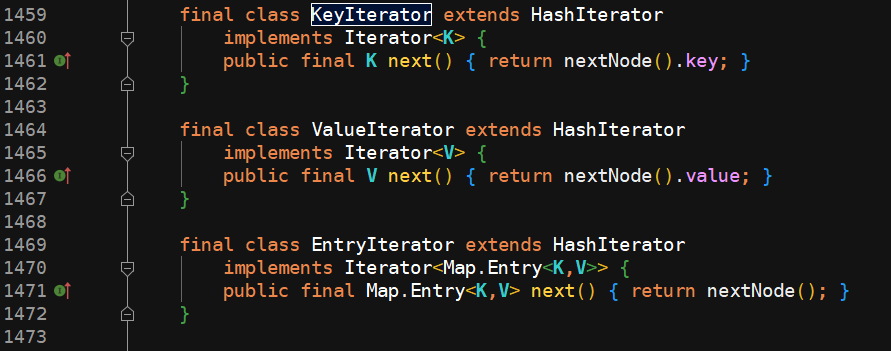 1459 final class KeyIterator extends HashIterator
1460 implements Iterator<K> {
1461 public final K next() { return nextNode().key; }
1462 }
1463
1464 final class ValueIterator extends HashIterator
1465 implements Iterator<V> {
1466 public final V next() { return nextNode().value; }
1467 }
1468
1469 final class EntryIterator extends HashIterator
1470 implements Iterator<Map.Entry<K,V>> {
1471 public final Map.Entry<K,V> next() { return nextNode(); }
1472 }
1473